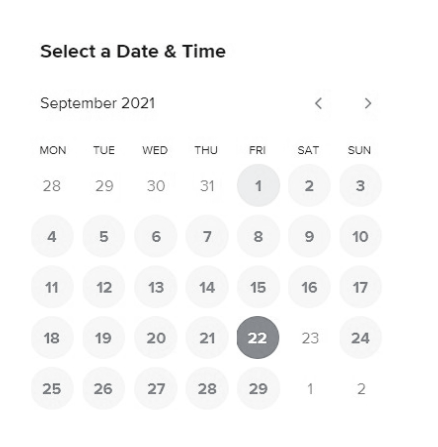 Select a Date & Time
September 2021
MON TUE WED THU FRI SAT SUN
28 29 30 31 1 2 3
4 5 6 7 8 9 10
11 12 13 14 15 16 17
18 19 20 21 22 23 24
25 26 27 28 29 1 2